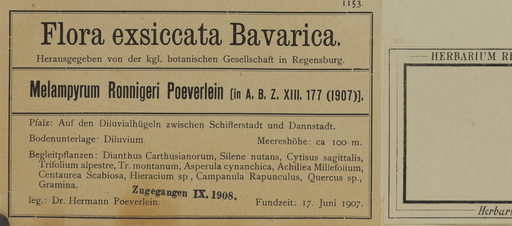 1153.
Flora exsiccata Bavarica.
Herausgegeben von der kgl. botanischen Gesellschaft in Regensburg.
Melampyrum Ronnigeri Poeverlein [in A. B. Z. XIII. 177 (1907)].
Pfalz: Auf den Diluvialhügeln zwischen Schifferstadt und Dannstadt.
Bodenunterlage: Diluvium. Meereshöhe: ca 100 m.
Begleitpflanzen: Dianthus Carthusianorum, Silene nutans, Cytisus sagittalis,
Trifolium alpestre, Tr. montanum, Asperula cynanchica, Achillea Millefolium,
Centaurea Scabiosa, Hieracium sp., Campanula Rapunculus, Quercus sp.,
Gramina.
Zugegangen IX. 1908.
leg.: Dr. Hermann Poeverlein. Fundzeit: 17. Juni 1907.
HERBARIUM